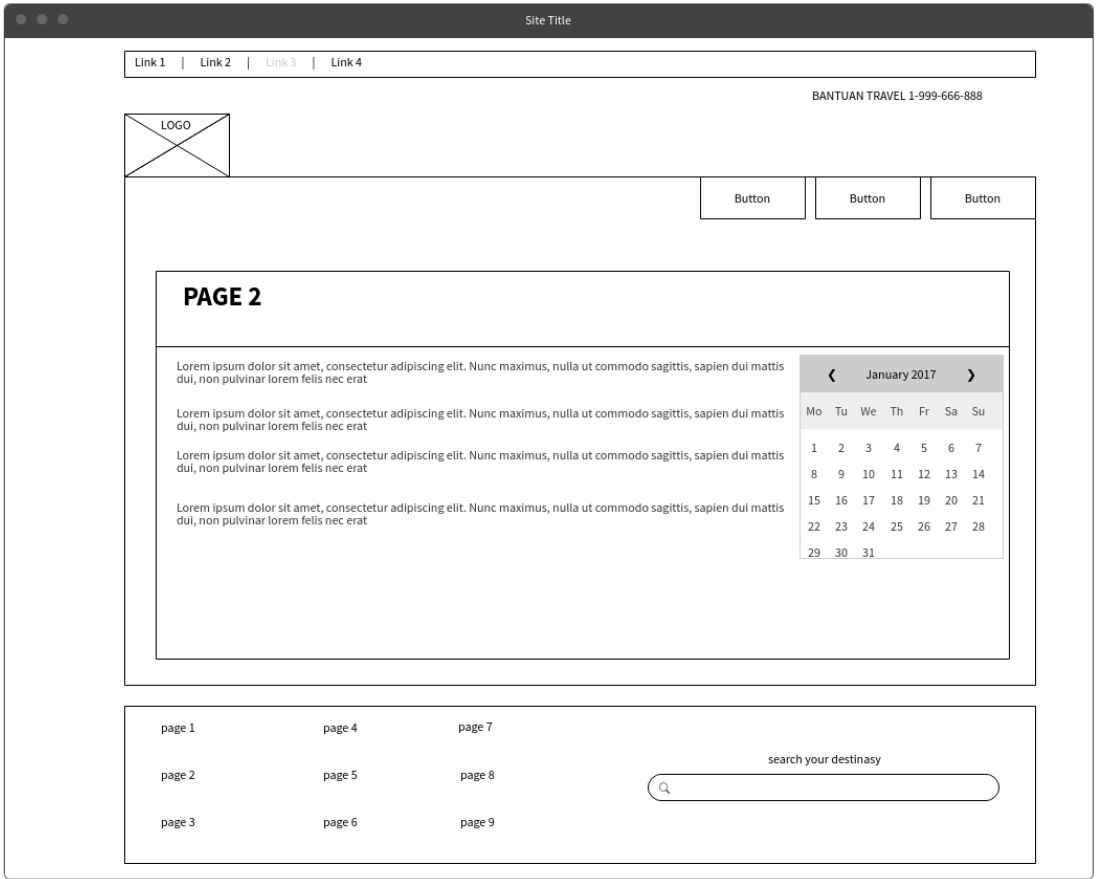 Site Title
Link 1 | Link 2 | Link 3 | Link 4
BANTUAN TRAVEL 1-999-666-888
LOGO
Button Button Button
PAGE 2
Lorem ipsum dolor sit amet, consectetur adipiscing elit. Nunc maximus, nulla ut commodo sagittis, sapien dui mattis
dui, non pulvinar lorem felis nec erat
Lorem ipsum dolor sit amet, consectetur adipiscing elit. Nunc maximus, nulla ut commodo sagittis, sapien dui mattis
dui, non pulvinar lorem felis nec erat
Lorem ipsum dolor sit amet, consectetur adipiscing elit. Nunc maximus, nulla ut commodo sagittis, sapien dui mattis
dui, non pulvinar lorem felis nec erat
Lorem ipsum dolor sit amet, consectetur adipiscing elit. Nunc maximus, nulla ut commodo sagittis, sapien dui mattis
dui, non pulvinar lorem felis nec erat
❮ January 2017 ❯
Mo Tu We Th Fr Sa Su
1 2 3 4 5 6 7
8 9 10 11 12 13 14
15 16 17 18 19 20 21
22 23 24 25 26 27 28
29 30 31
page 1 page 4 page 7
page 2 page 5 page 8
page 3 page 6 page 9
search your destinasy